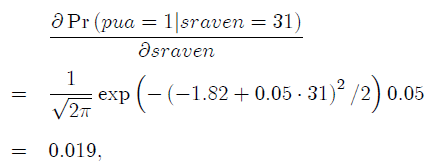 ∂ Pr (pua = 1|sraven = 31)
∂sraven
= 1/√2π exp (− (−1.82 + 0.05 · 31)² /2) 0.05
= 0.019,